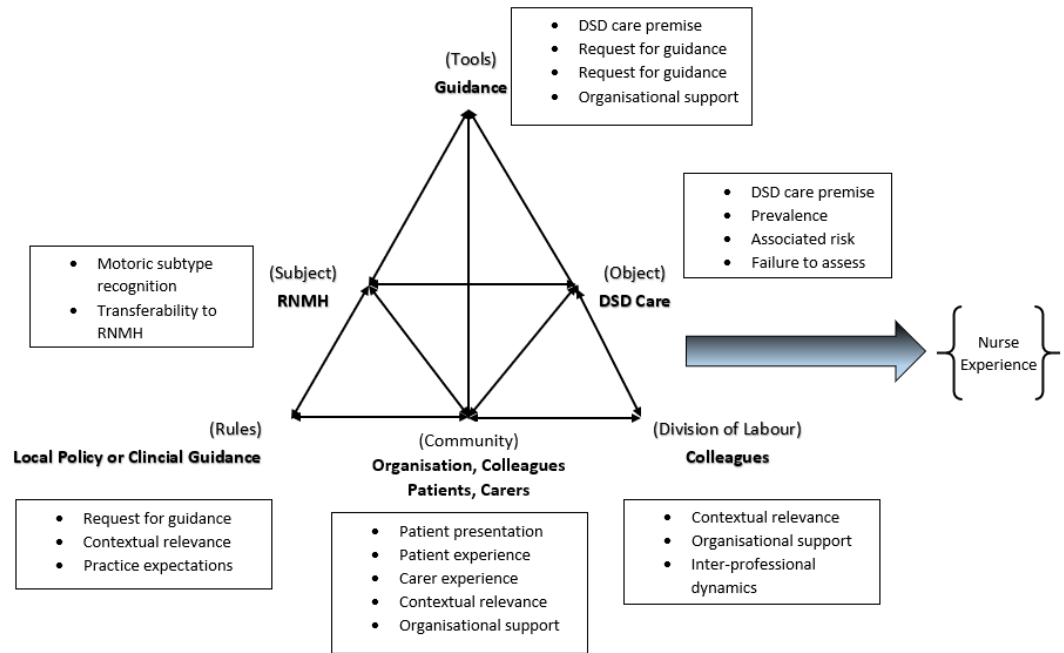 • DSD care premise
• Request for guidance
• Request for guidance
• Organisational support
(Tools)
Guidance
• DSD care premise
• Prevalence
• Associated risk
• Failure to assess
• Motoric subtype
recognition
• Transferability to
RNMH
(Subject)
RNMH
(Object)
DSD Care
Nurse
Experience
(Rules)
Local Policy or Clincial Guidance
(Community)
Organisation, Colleagues
Patients, Carers
(Division of Labour)
Colleagues
• Request for guidance
• Contextual relevance
• Practice expectations
• Patient presentation
• Patient experience
• Carer experience
• Contextual relevance
• Organisational support
• Contextual relevance
• Organisational support
• Inter-professional
dynamics